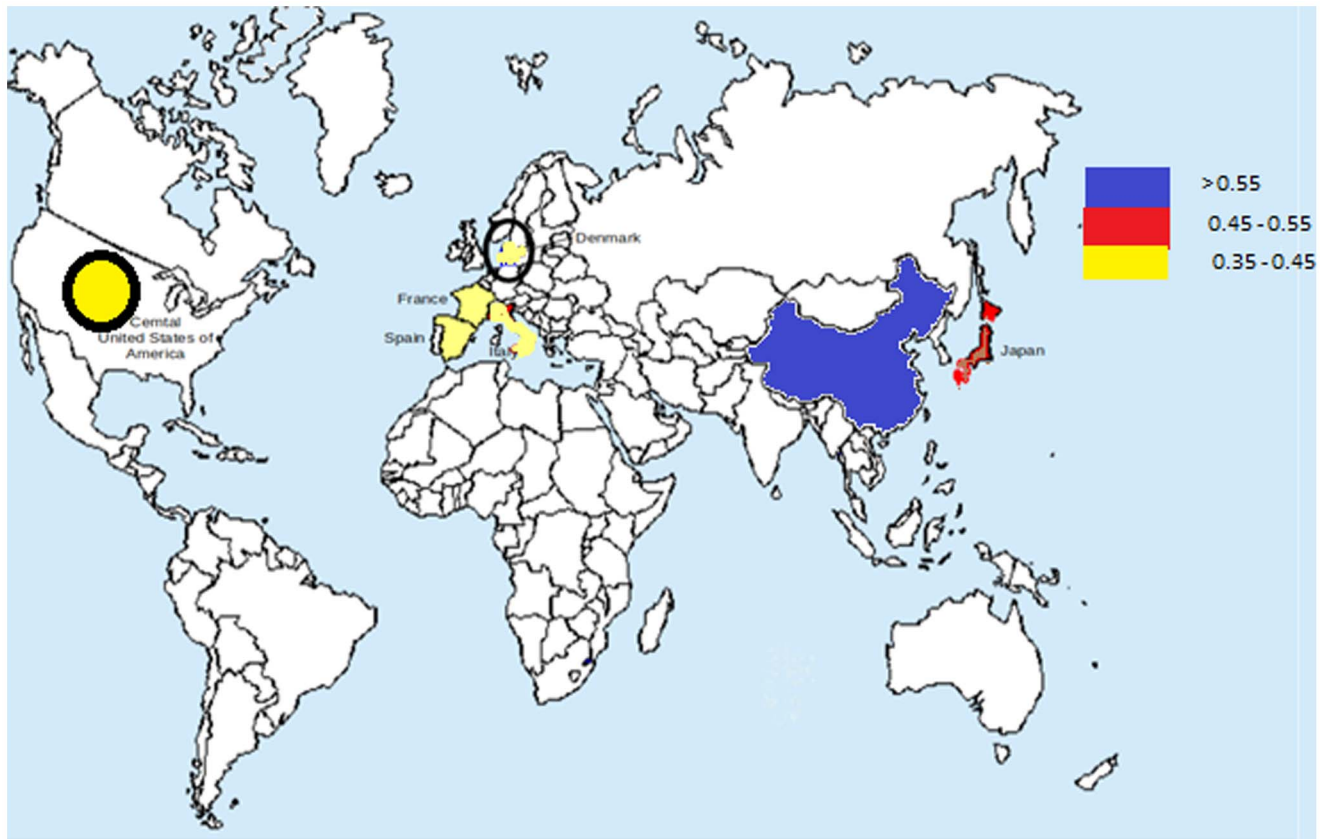 >0.55
0.45 - 0.55
0.35 - 0.45
Denmark
France
Spain
Italy
Cemtal
United States of
America
Japan